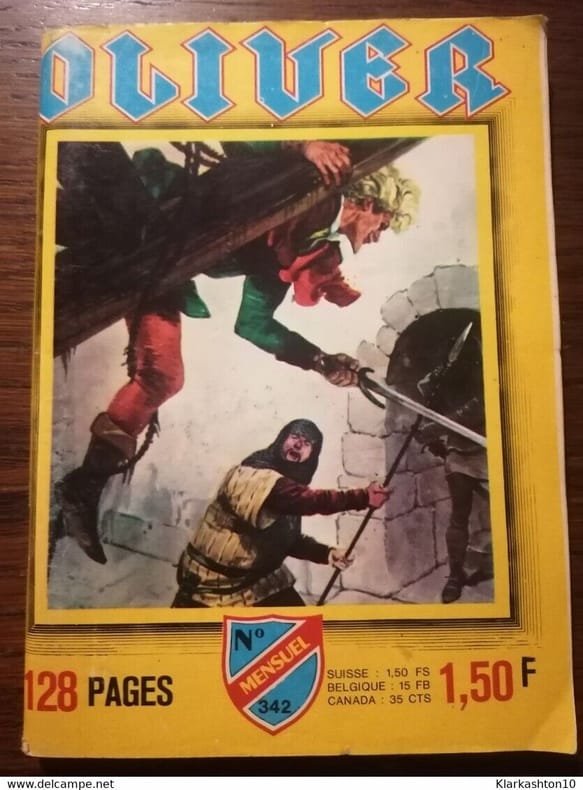 OLIVER
N°
MENSUEL
342
128 PAGES
SUISSE : 1,50 FS
BELGIQUE : 15 FB
CANADA : 35 CTS
1,50 F
e-Delcampe.net
Klarkashton10